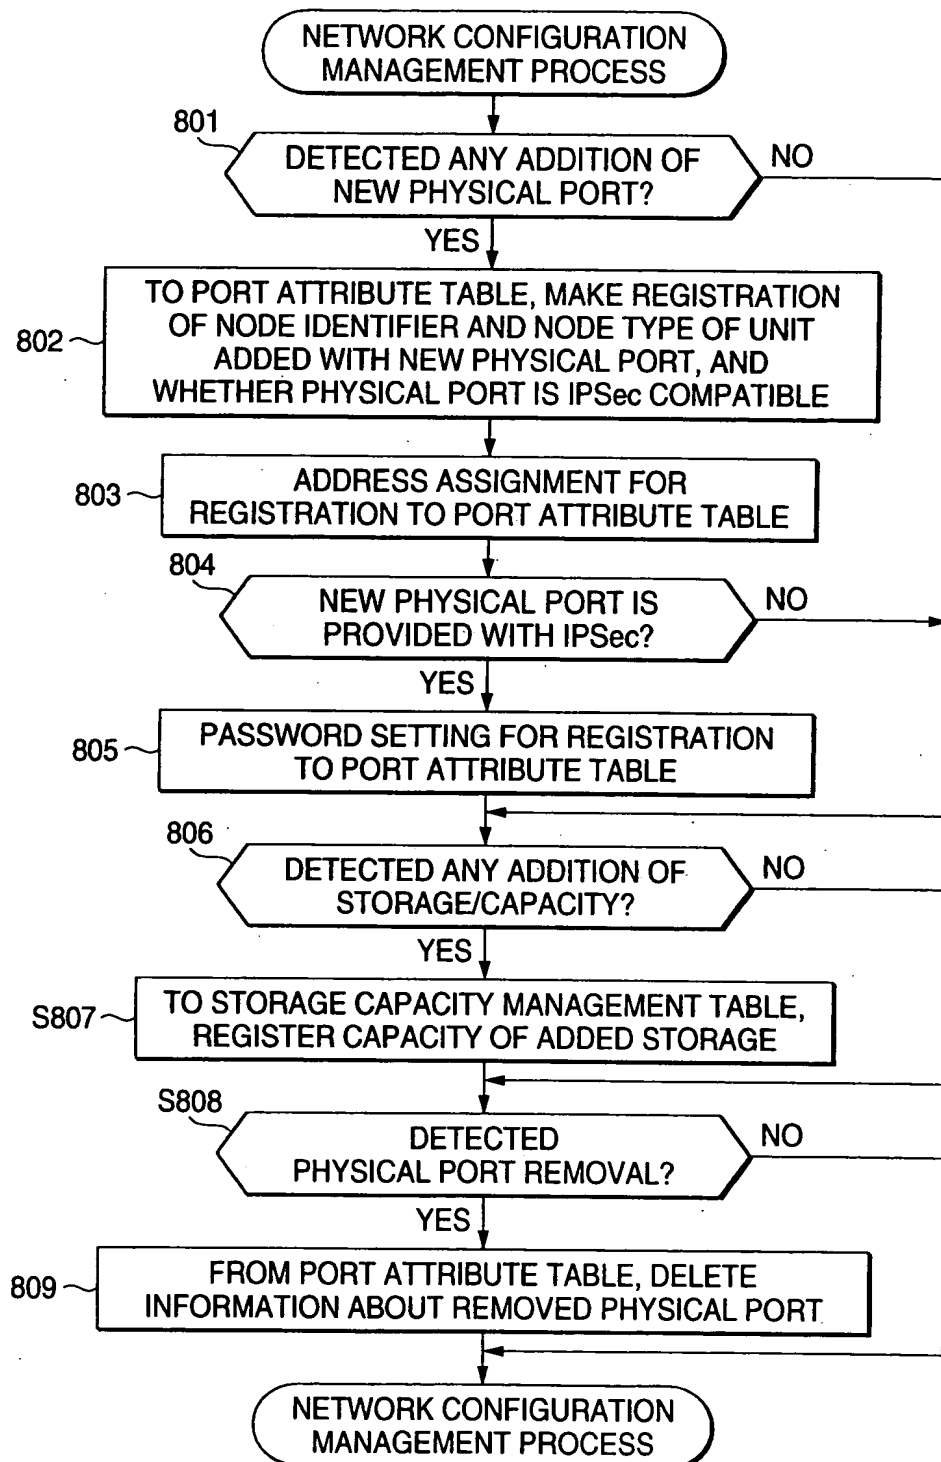 NETWORK CONFIGURATION
MANAGEMENT PROCESS
801
DETECTED ANY ADDITION OF
NEW PHYSICAL PORT?
NO
YES
802
TO PORT ATTRIBUTE TABLE, MAKE REGISTRATION
OF NODE IDENTIFIER AND NODE TYPE OF UNIT
ADDED WITH NEW PHYSICAL PORT, AND
WHETHER PHYSICAL PORT IS IPSec COMPATIBLE
803
ADDRESS ASSIGNMENT FOR
REGISTRATION TO PORT ATTRIBUTE TABLE
804
NEW PHYSICAL PORT IS
PROVIDED WITH IPSec?
NO
YES
805
PASSWORD SETTING FOR REGISTRATION
TO PORT ATTRIBUTE TABLE
806
DETECTED ANY ADDITION OF
STORAGE/CAPACITY?
NO
YES
S807
TO STORAGE CAPACITY MANAGEMENT TABLE,
REGISTER CAPACITY OF ADDED STORAGE
S808
DETECTED
PHYSICAL PORT REMOVAL?
NO
YES
809
FROM PORT ATTRIBUTE TABLE, DELETE
INFORMATION ABOUT REMOVED PHYSICAL PORT
NETWORK CONFIGURATION
MANAGEMENT PROCESS